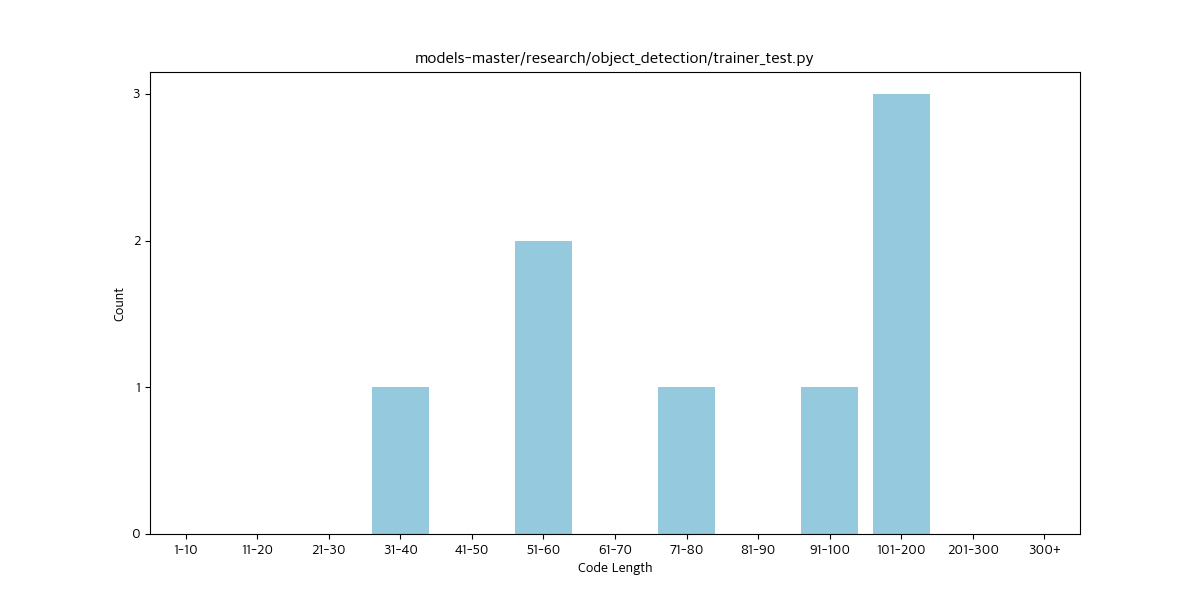 models-master/research/object_detection/trainer_test.py
3
2
1
0
Count
1-10 11-20 21-30 31-40 41-50 51-60 61-70 71-80 81-90 91-100 101-200 201-300 300+
Code Length